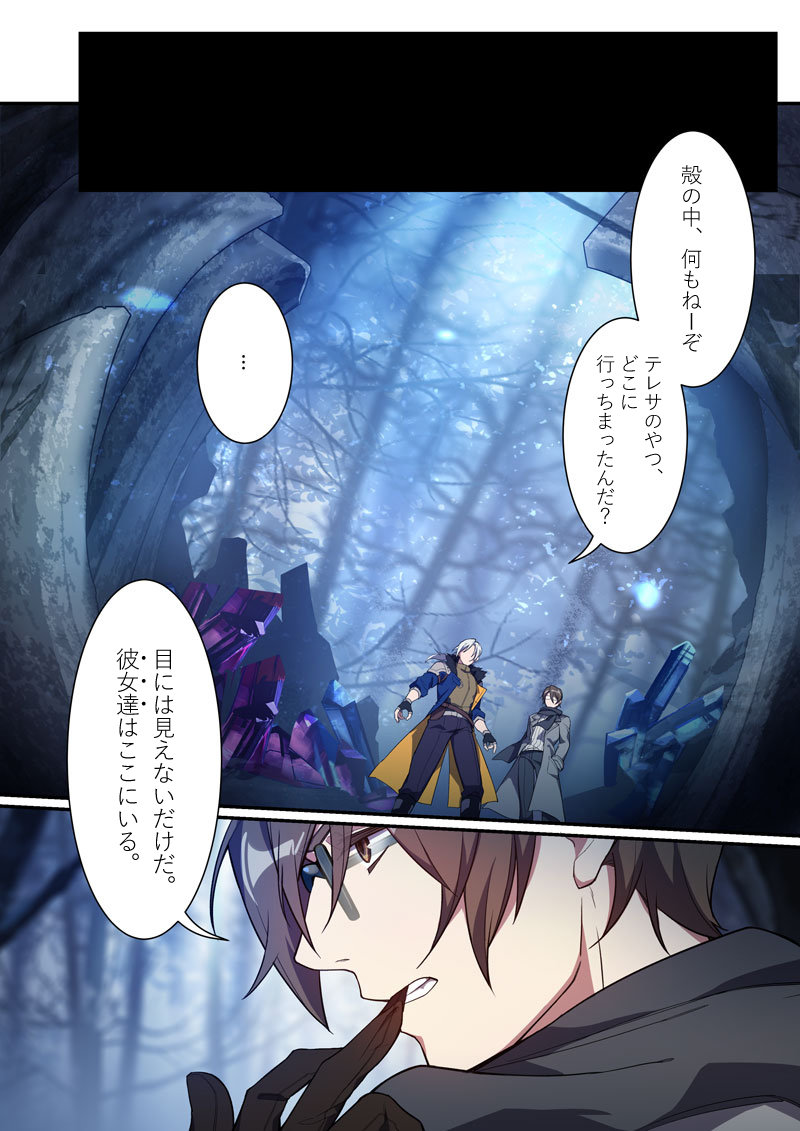 殻の中、何もねーぞ
テレサのやつ、
どこに
行っちまったんだ?
…
目には見えないだけだ。
彼女達はここにいる。